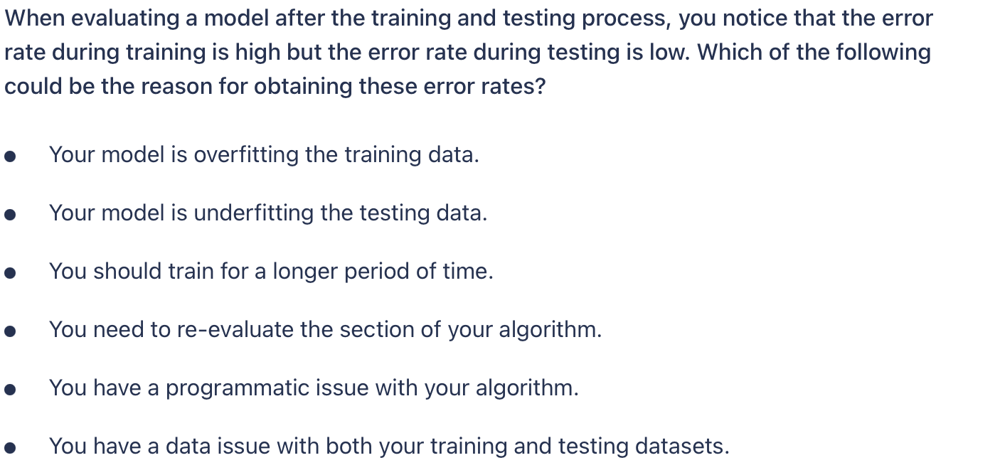 When evaluating a model after the training and testing process, you notice that the error
rate during training is high but the error rate during testing is low. Which of the following
could be the reason for obtaining these error rates?
● Your model is overfitting the training data.
● Your model is underfitting the testing data.
● You should train for a longer period of time.
● You need to re-evaluate the section of your algorithm.
● You have a programmatic issue with your algorithm.
● You have a data issue with both your training and testing datasets.